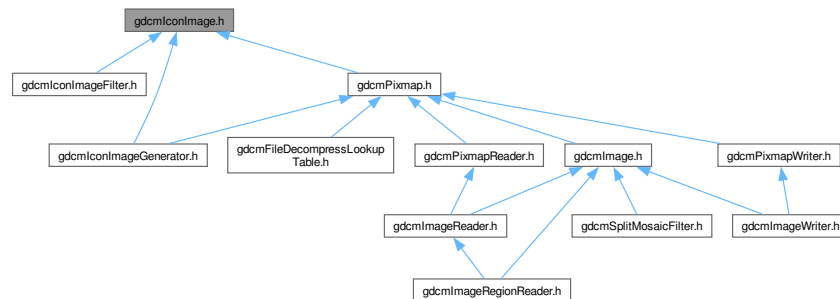 gdcmIconImage.h
gdcmIconImageFilter.h
gdcmPixmap.h
gdcmIconImageGenerator.h
gdcmFileDecompressLookup
Table.h
gdcmPixmapReader.h
gdcmImage.h
gdcmPixmapWriter.h
gdcmImageReader.h
gdcmSplitMosaicFilter.h
gdcmImageWriter.h
gdcmImageRegionReader.h